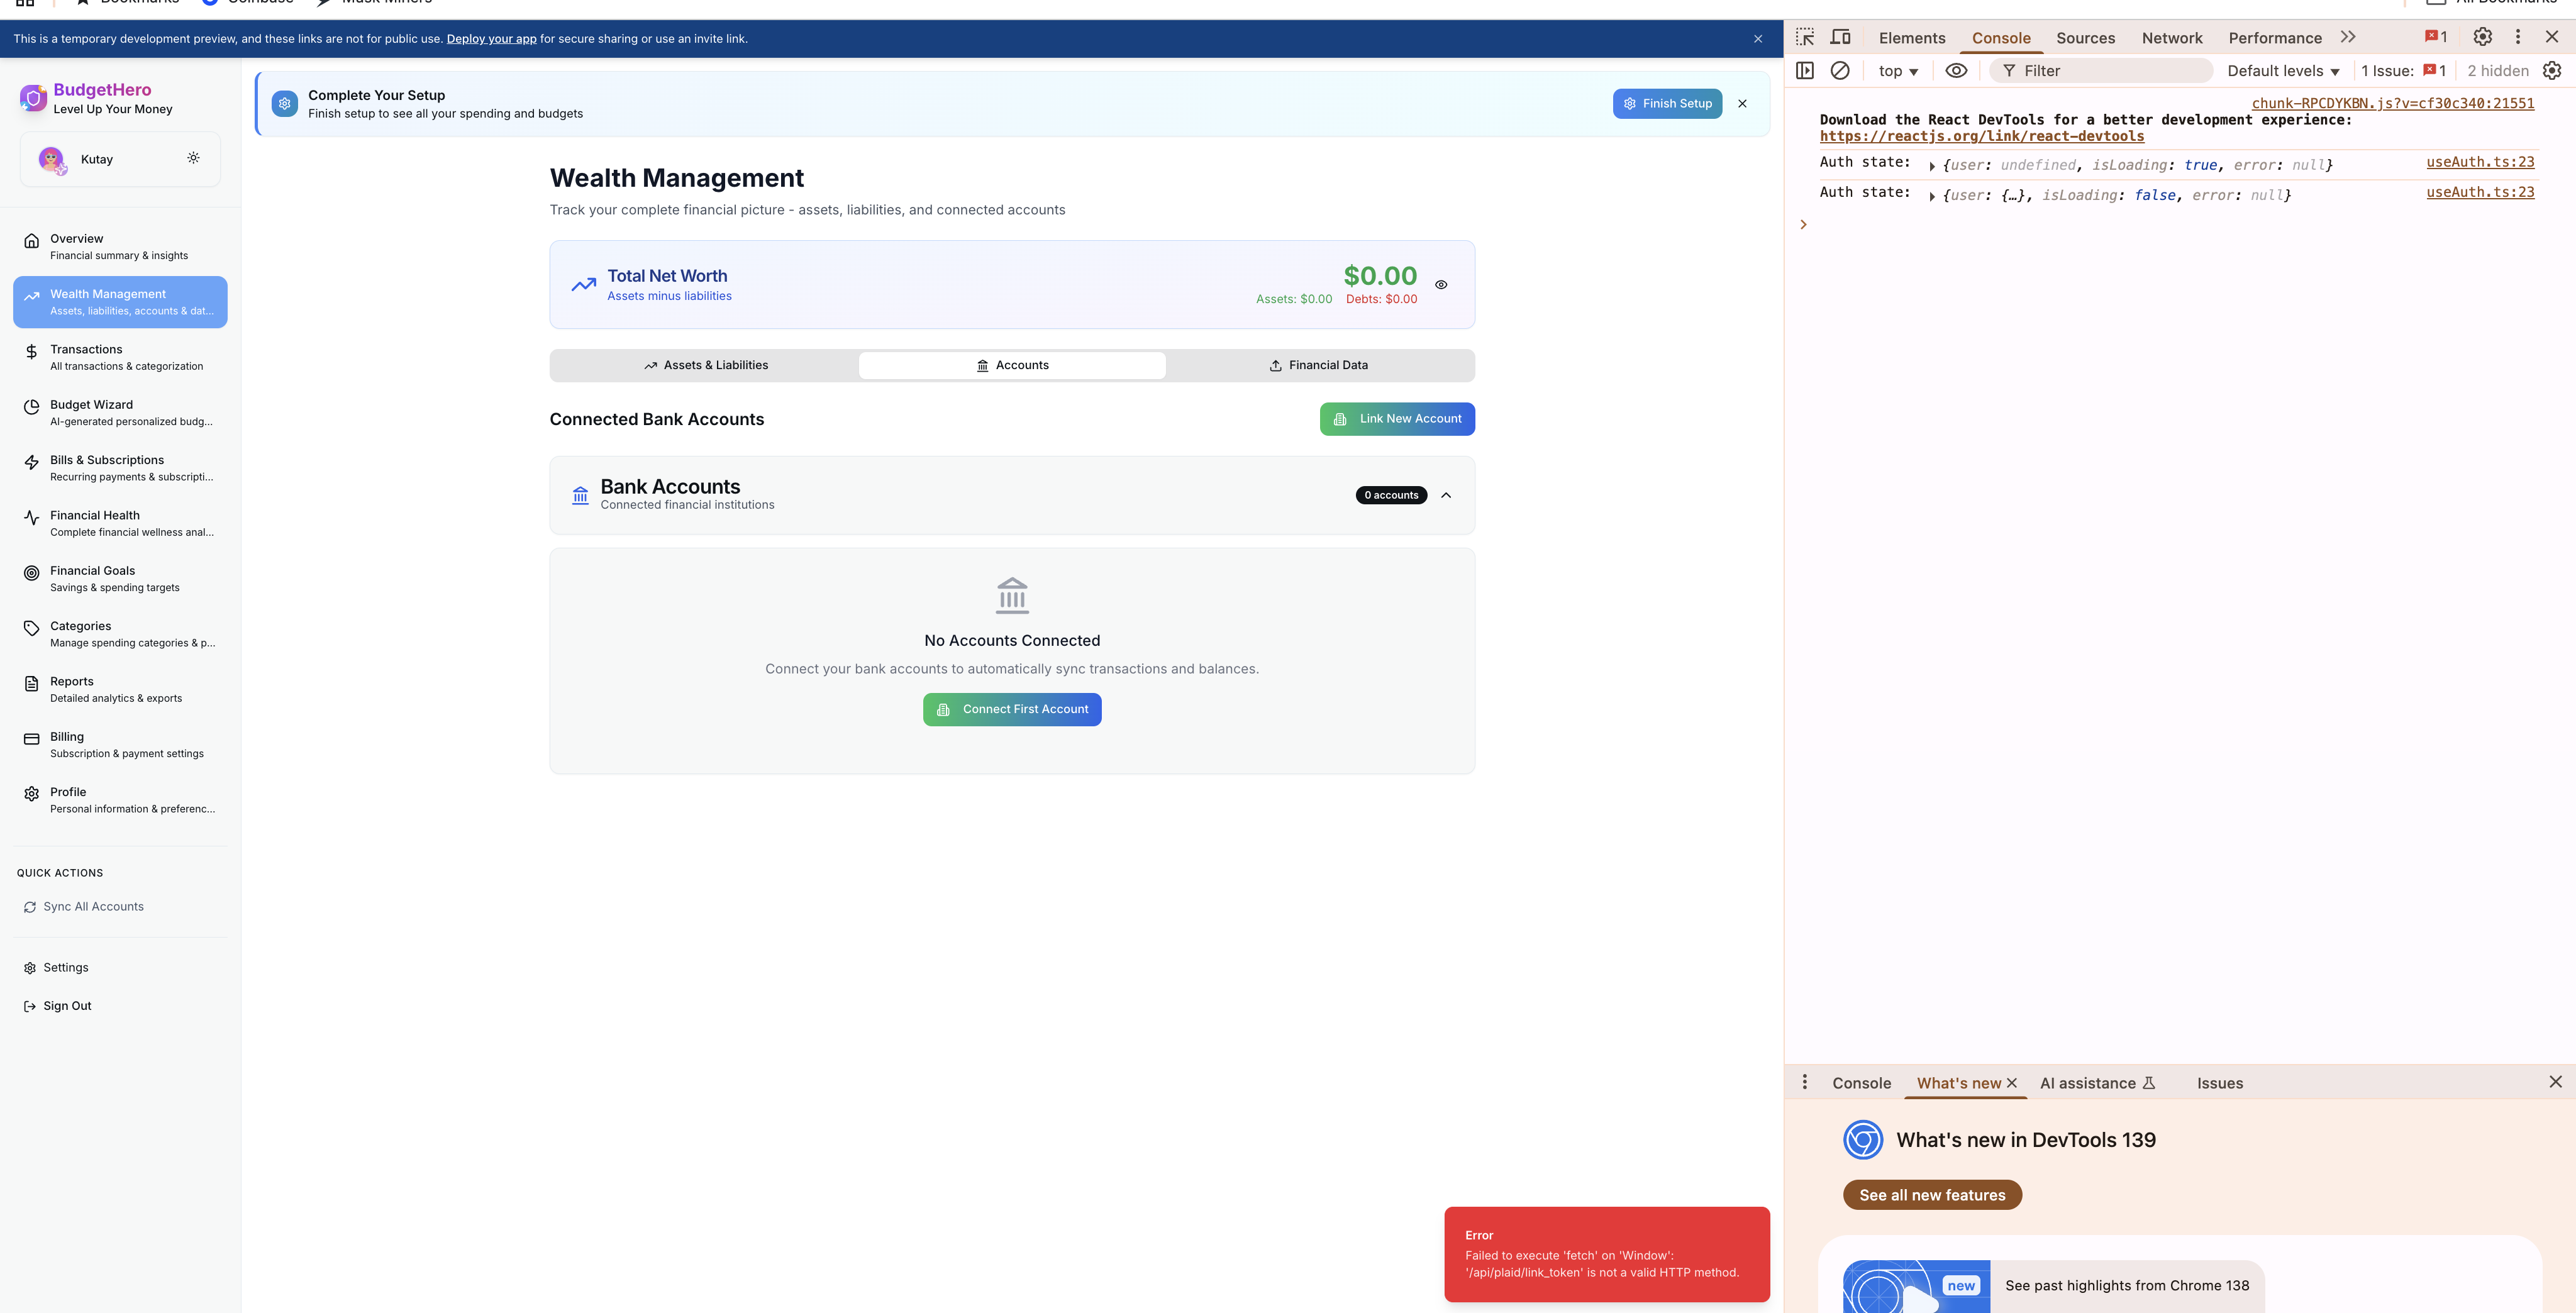 Bookmarks
Coinbase
Musk Miners
All Bookmarks
This is a temporary development preview, and these links are not for public use. Deploy your app for secure sharing or use an invite link.
BudgetHero
Level Up Your Money
Kutay
Overview
Financial summary & insights
Wealth Management
Assets, liabilities, accounts & dat...
Transactions
All transactions & categorization
Budget Wizard
AI-generated personalized budg...
Bills & Subscriptions
Recurring payments & subscripti...
Financial Health
Complete financial wellness anal...
Financial Goals
Savings & spending targets
Categories
Manage spending categories & p...
Reports
Detailed analytics & exports
Billing
Subscription & payment settings
Profile
Personal information & preferenc...
QUICK ACTIONS
Sync All Accounts
Settings
Sign Out
Complete Your Setup
Finish setup to see all your spending and budgets
Finish Setup
Wealth Management
Track your complete financial picture - assets, liabilities, and connected accounts
Total Net Worth
Assets minus liabilities
$0.00
Assets: $0.00 Debts: $0.00
Assets & Liabilities
Accounts
Financial Data
Connected Bank Accounts
Link New Account
Bank Accounts
Connected financial institutions
0 accounts
No Accounts Connected
Connect your bank accounts to automatically sync transactions and balances.
Connect First Account
Error
Failed to execute 'fetch' on 'Window':
'/api/plaid/link_token' is not a valid HTTP method.
Elements Console Sources Network Performance 1
top Filter Default levels 1 Issue: 1 2 hidden
chunk-RPCDYKBN.js?v=cf30c340:21551
Download the React DevTools for a better development experience:
https://reactjs.org/link/react-devtools
Auth state: {user: undefined, isLoading: true, error: null} useAuth.ts:23
Auth state: {user: {…}, isLoading: false, error: null} useAuth.ts:23
Console What's new AI assistance Issues
What's new in DevTools 139
See all new features
new
See past highlights from Chrome 138